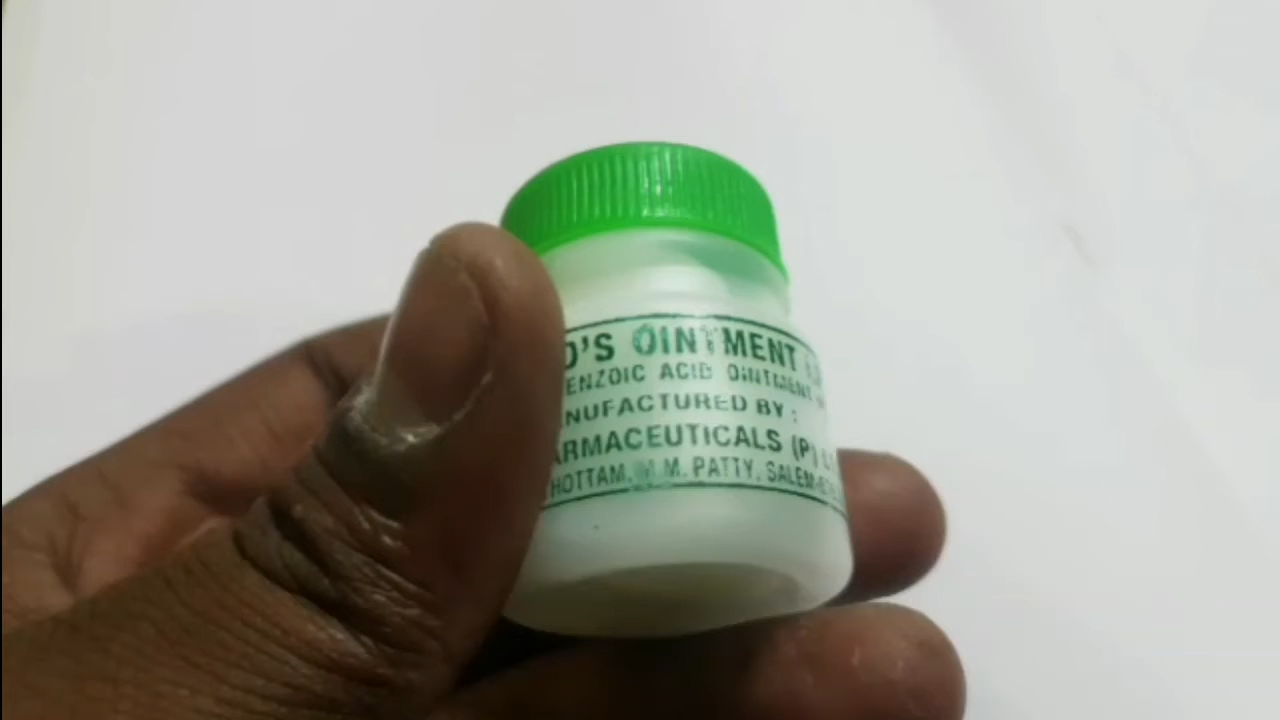 D'S OINTMENT
ENZOIC ACID OINTMENT
NUFACTURED BY :
ARMACEUTICALS (P)
HOTTAM, M.M. PATTY, SALEM-